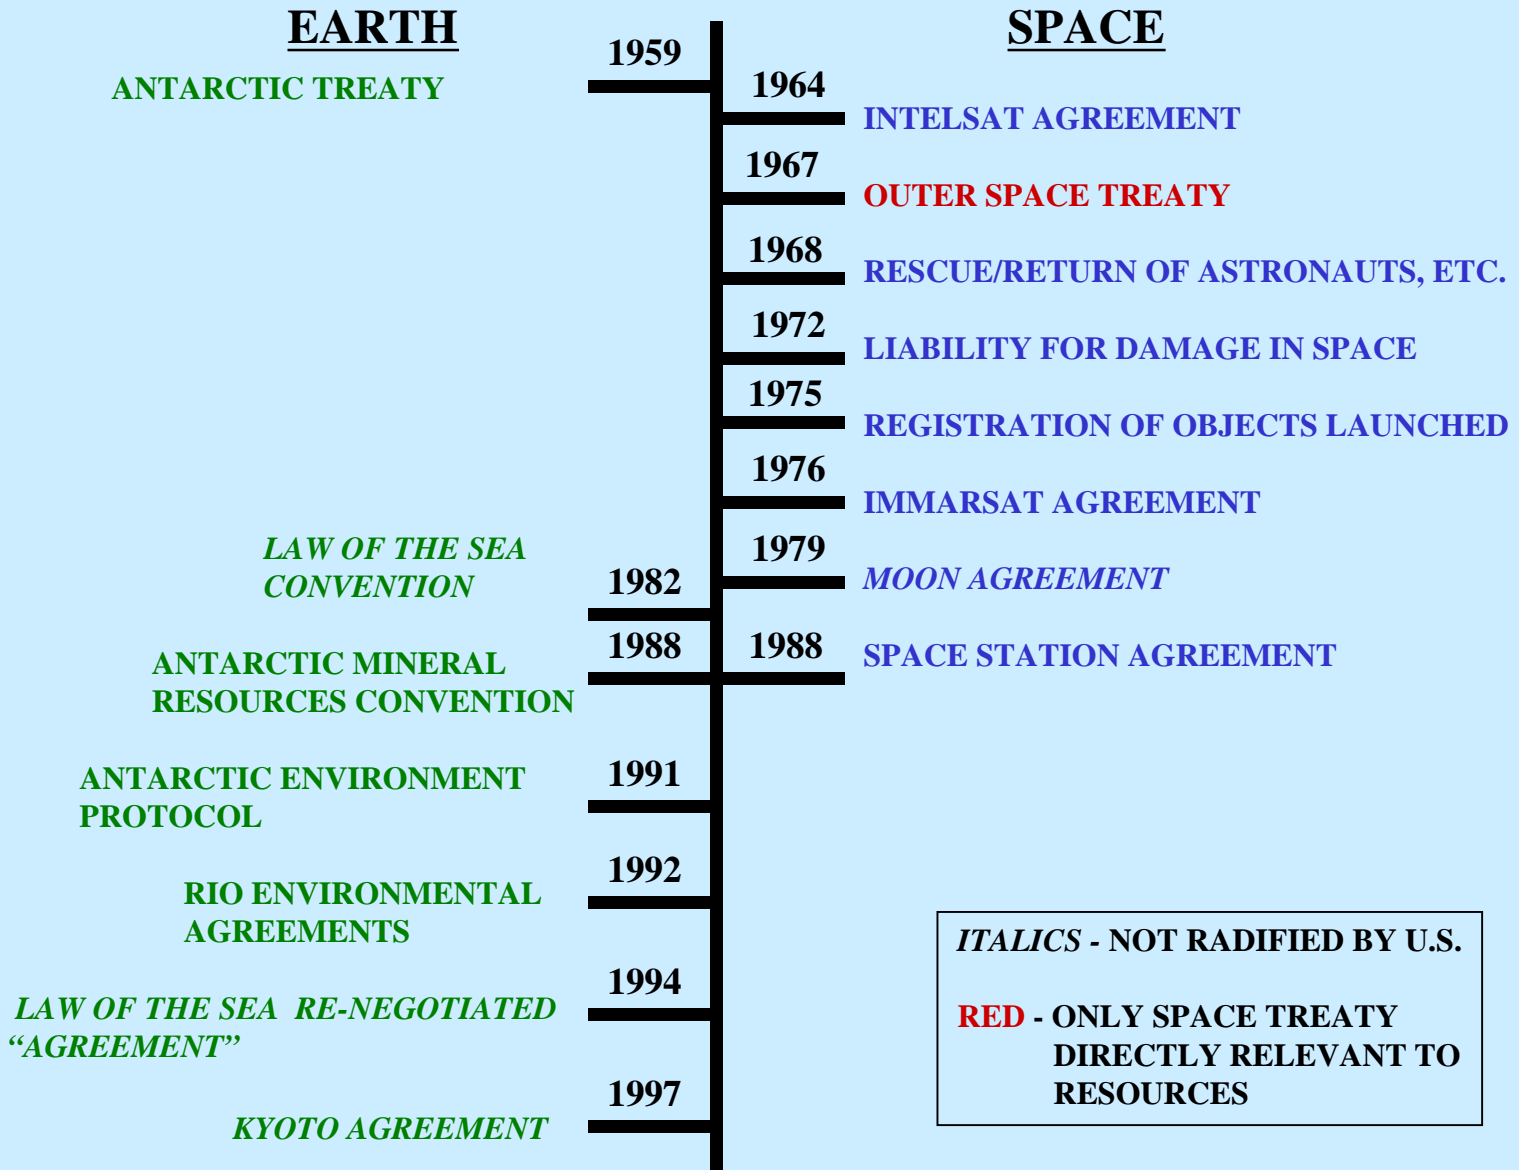 EARTH
SPACE
1959
ANTARCTIC TREATY
1964
INTELSAT AGREEMENT
1967
OUTER SPACE TREATY
1968
RESCUE/RETURN OF ASTRONAUTS, ETC.
1972
LIABILITY FOR DAMAGE IN SPACE
1975
REGISTRATION OF OBJECTS LAUNCHED
1976
IMMARSAT AGREEMENT
1979
MOON AGREEMENT
LAW OF THE SEA
CONVENTION
1982
1988
ANTARCTIC MINERAL
RESOURCES CONVENTION
1988
SPACE STATION AGREEMENT
1991
ANTARCTIC ENVIRONMENT
PROTOCOL
1992
RIO ENVIRONMENTAL
AGREEMENTS
1994
LAW OF THE SEA RE-NEGOTIATED
“AGREEMENT”
1997
KYOTO AGREEMENT
ITALICS - NOT RADIFIED BY U.S.
RED - ONLY SPACE TREATY
DIRECTLY RELEVANT TO
RESOURCES